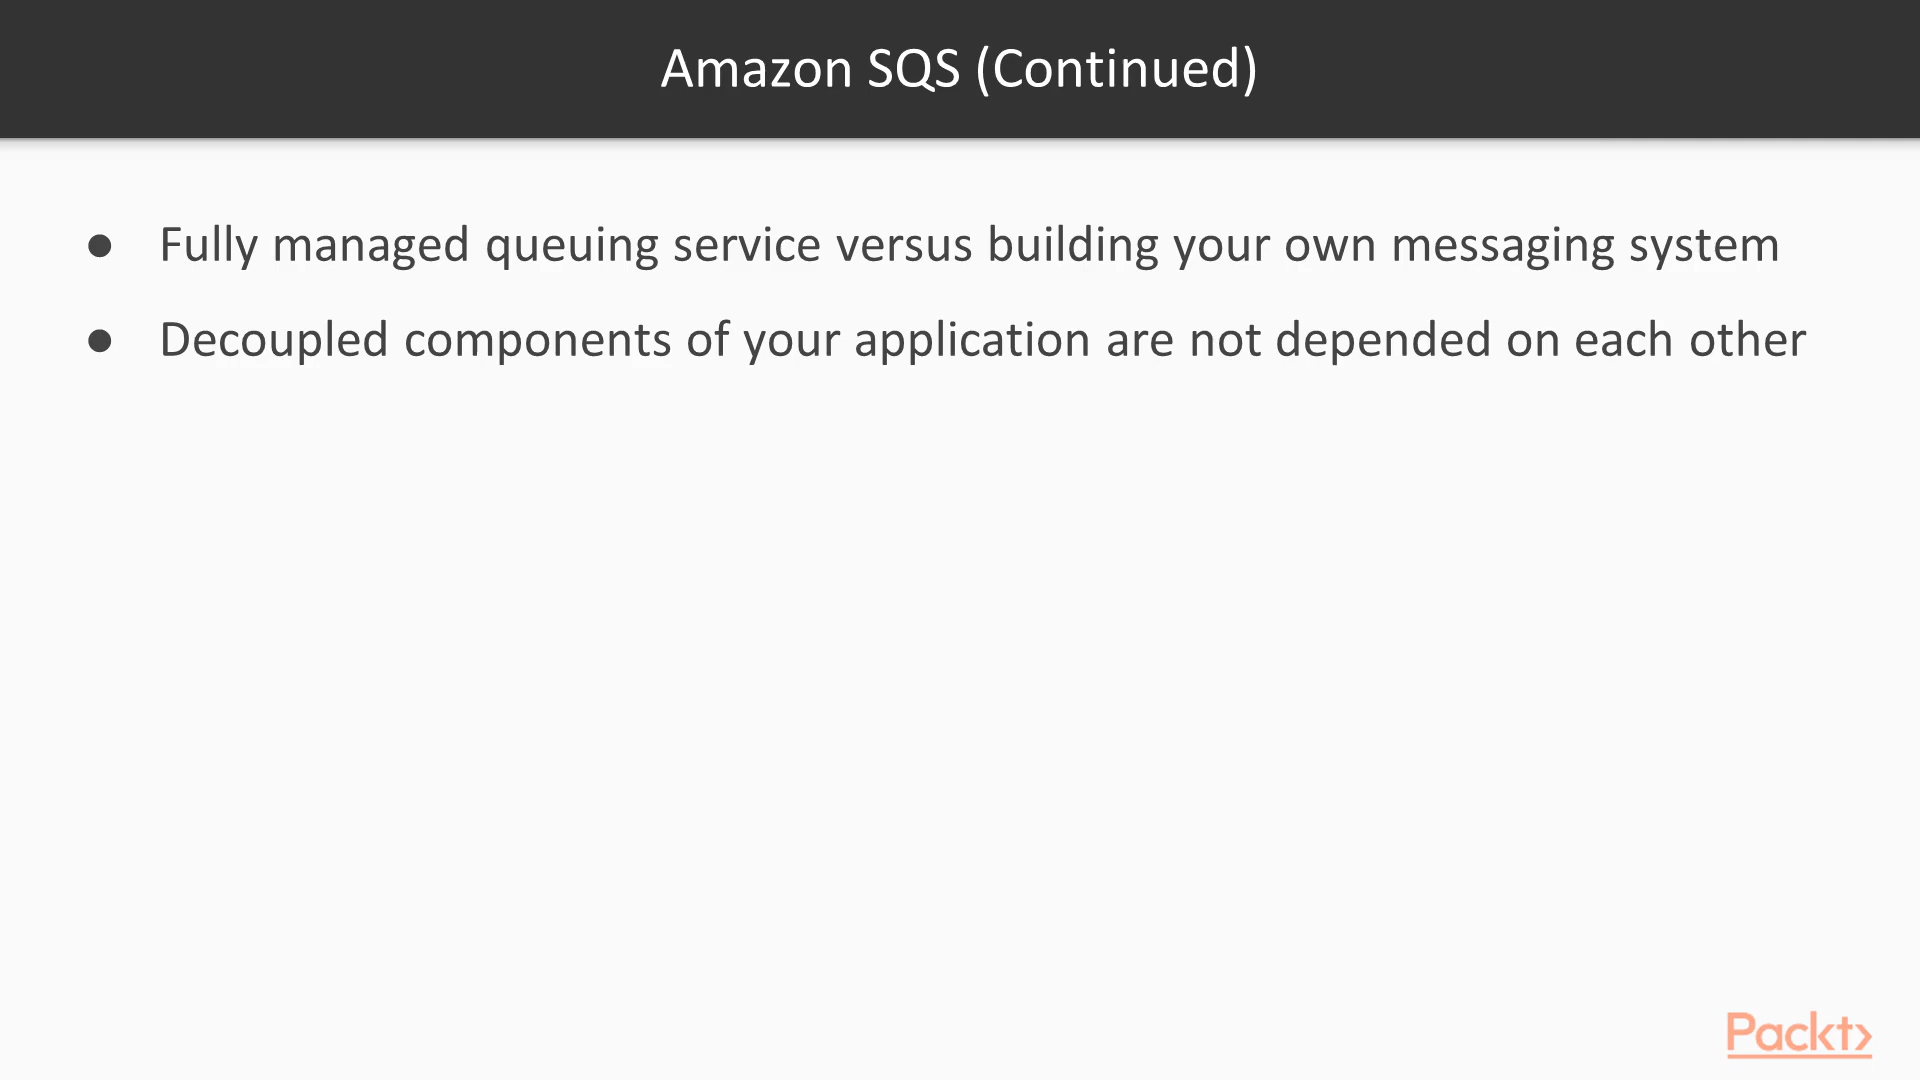 Amazon SQS (Continued)
● Fully managed queuing service versus building your own messaging system
● Decoupled components of your application are not depended on each other
Packt>